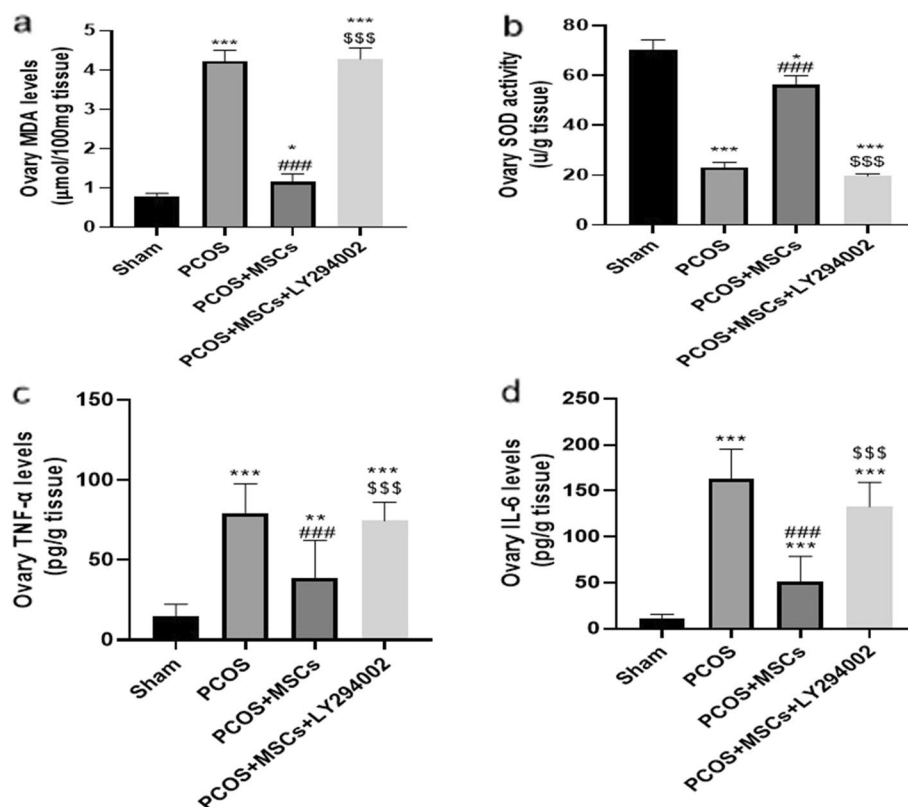 a
Ovary MDA levels
(μmol/100mg tissue)
5
4
3
2
1
0
***
*
###
***
$$$
Sham
PCOS
PCOS+MSCs
PCOS+MSCs+LY294002
b
Ovary SOD activity
(u/g tissue)
80
60
40
20
0
***
*
###
***
$$$
Sham
PCOS
PCOS+MSCs
PCOS+MSCs+LY294002
c
Ovary TNF-α levels
(pg/g tissue)
150
100
50
0
***
**
###
***
$$$
Sham
PCOS
PCOS+MSCs
PCOS+MSCs+LY294002
d
Ovary IL-6 levels
(pg/g tissue)
250
200
150
100
50
0
***
###
***
$$$
***
Sham
PCOS
PCOS+MSCs
PCOS+MSCs+LY294002